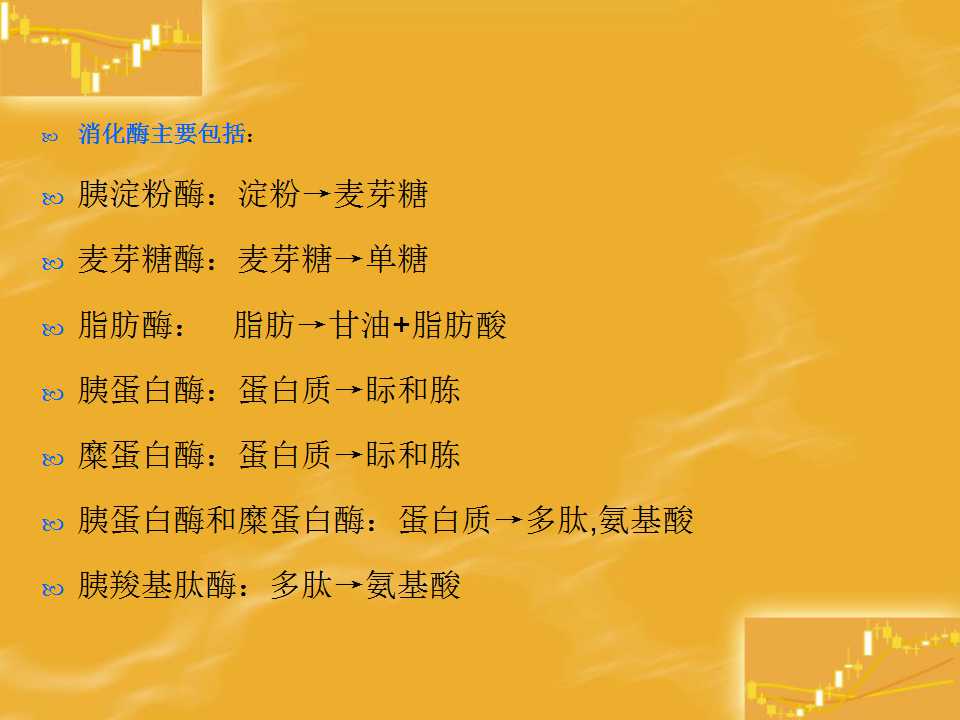 消化酶主要包括：
胰淀粉酶：淀粉→麦芽糖
麦芽糖酶：麦芽糖→单糖
脂肪酶： 脂肪→甘油+脂肪酸
胰蛋白酶：蛋白质→眎和胨
糜蛋白酶：蛋白质→眎和胨
胰蛋白酶和糜蛋白酶：蛋白质→多肽,氨基酸
胰羧基肽酶：多肽→氨基酸